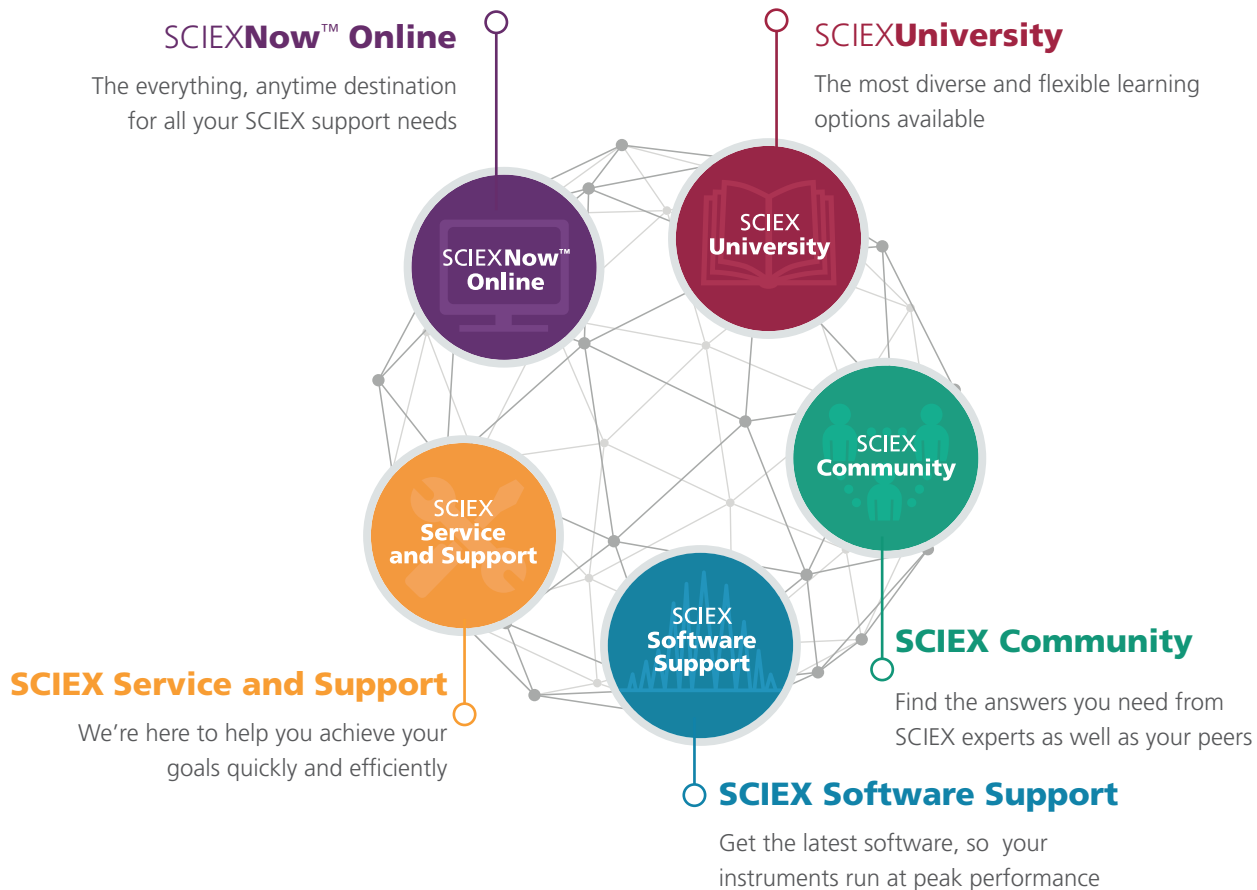 SCIEXNow™ Online
The everything, anytime destination
for all your SCIEX support needs
SCIEXUniversity
The most diverse and flexible learning
options available
SCIEXNow™
Online
SCIEX
University
SCIEX
Community
SCIEX
Service
and Support
SCIEX
Software
Support
SCIEX Community
Find the answers you need from
SCIEX experts as well as your peers
SCIEX Service and Support
We're here to help you achieve your
goals quickly and efficiently
SCIEX Software Support
Get the latest software, so  your
instruments run at peak performance